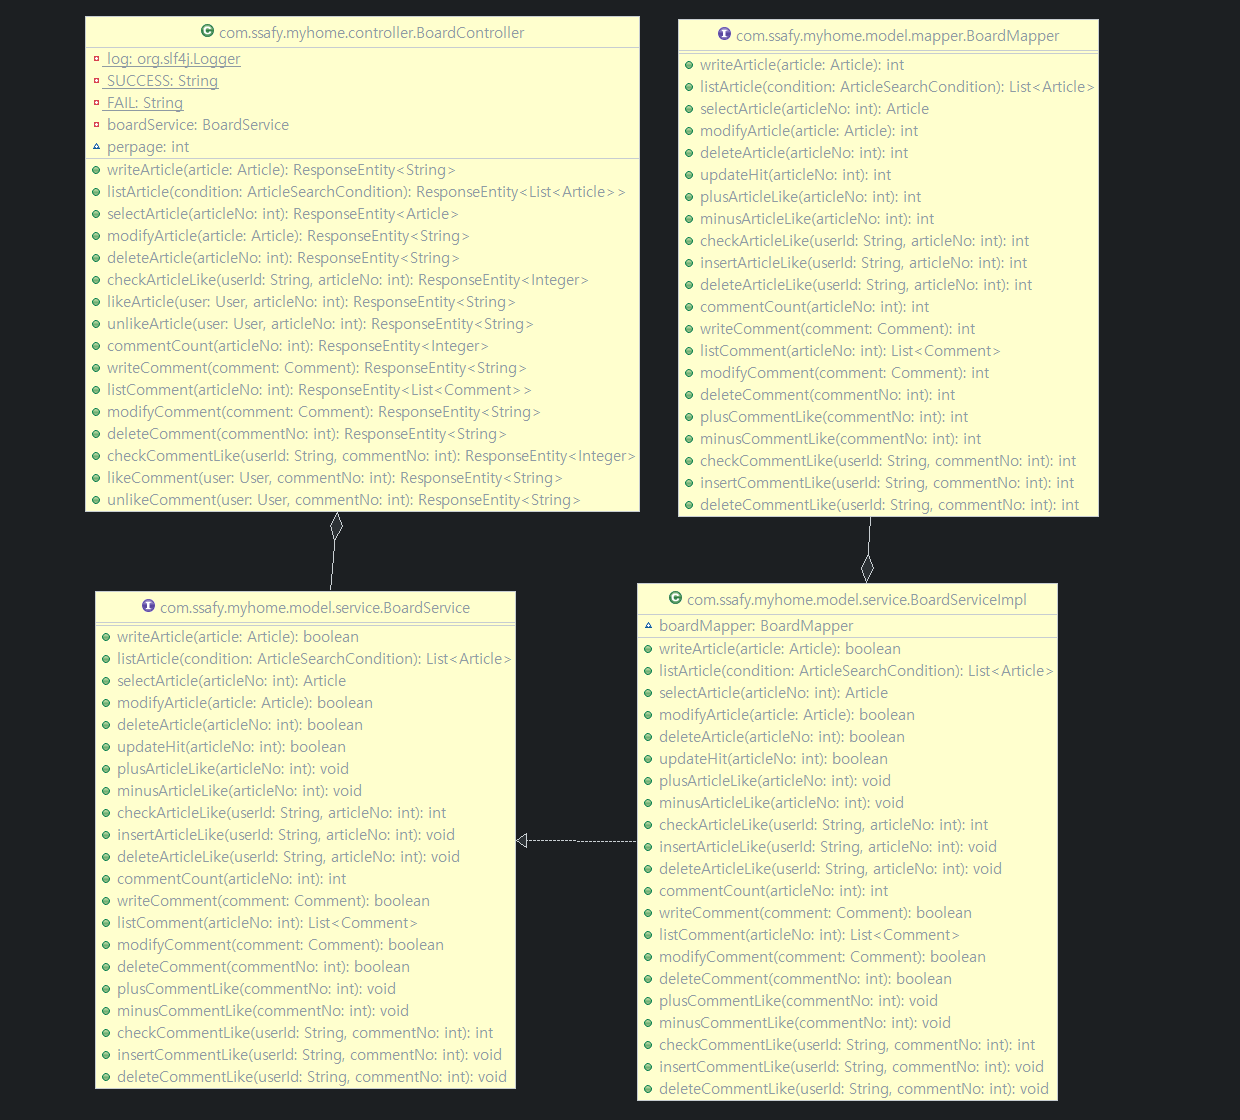 com.ssafy.myhome.controller.BoardController
log: org.slf4j.Logger
SUCCESS: String
FAIL: String
boardService: BoardService
perpage: int
writeArticle(article: Article): ResponseEntity<String>
listArticle(condition: ArticleSearchCondition): ResponseEntity<List<Article>>
selectArticle(articleNo: int): ResponseEntity<Article>
modifyArticle(article: Article): ResponseEntity<String>
deleteArticle(articleNo: int): ResponseEntity<String>
checkArticleLike(userId: String, articleNo: int): ResponseEntity<Integer>
likeArticle(user: User, articleNo: int): ResponseEntity<String>
unlikeArticle(user: User, articleNo: int): ResponseEntity<String>
commentCount(articleNo: int): ResponseEntity<Integer>
writeComment(comment: Comment): ResponseEntity<String>
listComment(articleNo: int): ResponseEntity<List<Comment>>
modifyComment(comment: Comment): ResponseEntity<String>
deleteComment(commentNo: int): ResponseEntity<String>
checkCommentLike(userId: String, commentNo: int): ResponseEntity<Integer>
likeComment(user: User, commentNo: int): ResponseEntity<String>
unlikeComment(user: User, commentNo: int): ResponseEntity<String>
com.ssafy.myhome.model.mapper.BoardMapper
writeArticle(article: Article): int
listArticle(condition: ArticleSearchCondition): List<Article>
selectArticle(articleNo: int): Article
modifyArticle(article: Article): int
deleteArticle(articleNo: int): int
updateHit(articleNo: int): int
plusArticleLike(articleNo: int): int
minusArticleLike(articleNo: int): int
checkArticleLike(userId: String, articleNo: int): int
insertArticleLike(userId: String, articleNo: int): int
deleteArticleLike(userId: String, articleNo: int): int
commentCount(articleNo: int): int
writeComment(comment: Comment): int
listComment(articleNo: int): List<Comment>
modifyComment(comment: Comment): int
deleteComment(commentNo: int): int
plusCommentLike(commentNo: int): int
minusCommentLike(commentNo: int): int
checkCommentLike(userId: String, commentNo: int): int
insertCommentLike(userId: String, commentNo: int): int
deleteCommentLike(userId: String, commentNo: int): int
com.ssafy.myhome.model.service.BoardService
writeArticle(article: Article): boolean
listArticle(condition: ArticleSearchCondition): List<Article>
selectArticle(articleNo: int): Article
modifyArticle(article: Article): boolean
deleteArticle(articleNo: int): boolean
updateHit(articleNo: int): boolean
plusArticleLike(articleNo: int): void
minusArticleLike(articleNo: int): void
checkArticleLike(userId: String, articleNo: int): int
insertArticleLike(userId: String, articleNo: int): void
deleteArticleLike(userId: String, articleNo: int): void
commentCount(articleNo: int): int
writeComment(comment: Comment): boolean
listComment(articleNo: int): List<Comment>
modifyComment(comment: Comment): boolean
deleteComment(commentNo: int): boolean
plusCommentLike(commentNo: int): void
minusCommentLike(commentNo: int): void
checkCommentLike(userId: String, commentNo: int): int
insertCommentLike(userId: String, commentNo: int): void
deleteCommentLike(userId: String, commentNo: int): void
com.ssafy.myhome.model.service.BoardServiceImpl
boardMapper: BoardMapper
writeArticle(article: Article): boolean
listArticle(condition: ArticleSearchCondition): List<Article>
selectArticle(articleNo: int): Article
modifyArticle(article: Article): boolean
deleteArticle(articleNo: int): boolean
updateHit(articleNo: int): boolean
plusArticleLike(articleNo: int): void
minusArticleLike(articleNo: int): void
checkArticleLike(userId: String, articleNo: int): int
insertArticleLike(userId: String, articleNo: int): void
deleteArticleLike(userId: String, articleNo: int): void
commentCount(articleNo: int): int
writeComment(comment: Comment): boolean
listComment(articleNo: int): List<Comment>
modifyComment(comment: Comment): boolean
deleteComment(commentNo: int): boolean
plusCommentLike(commentNo: int): void
minusCommentLike(commentNo: int): void
checkCommentLike(userId: String, commentNo: int): int
insertCommentLike(userId: String, commentNo: int): void
deleteCommentLike(userId: String, commentNo: int): void